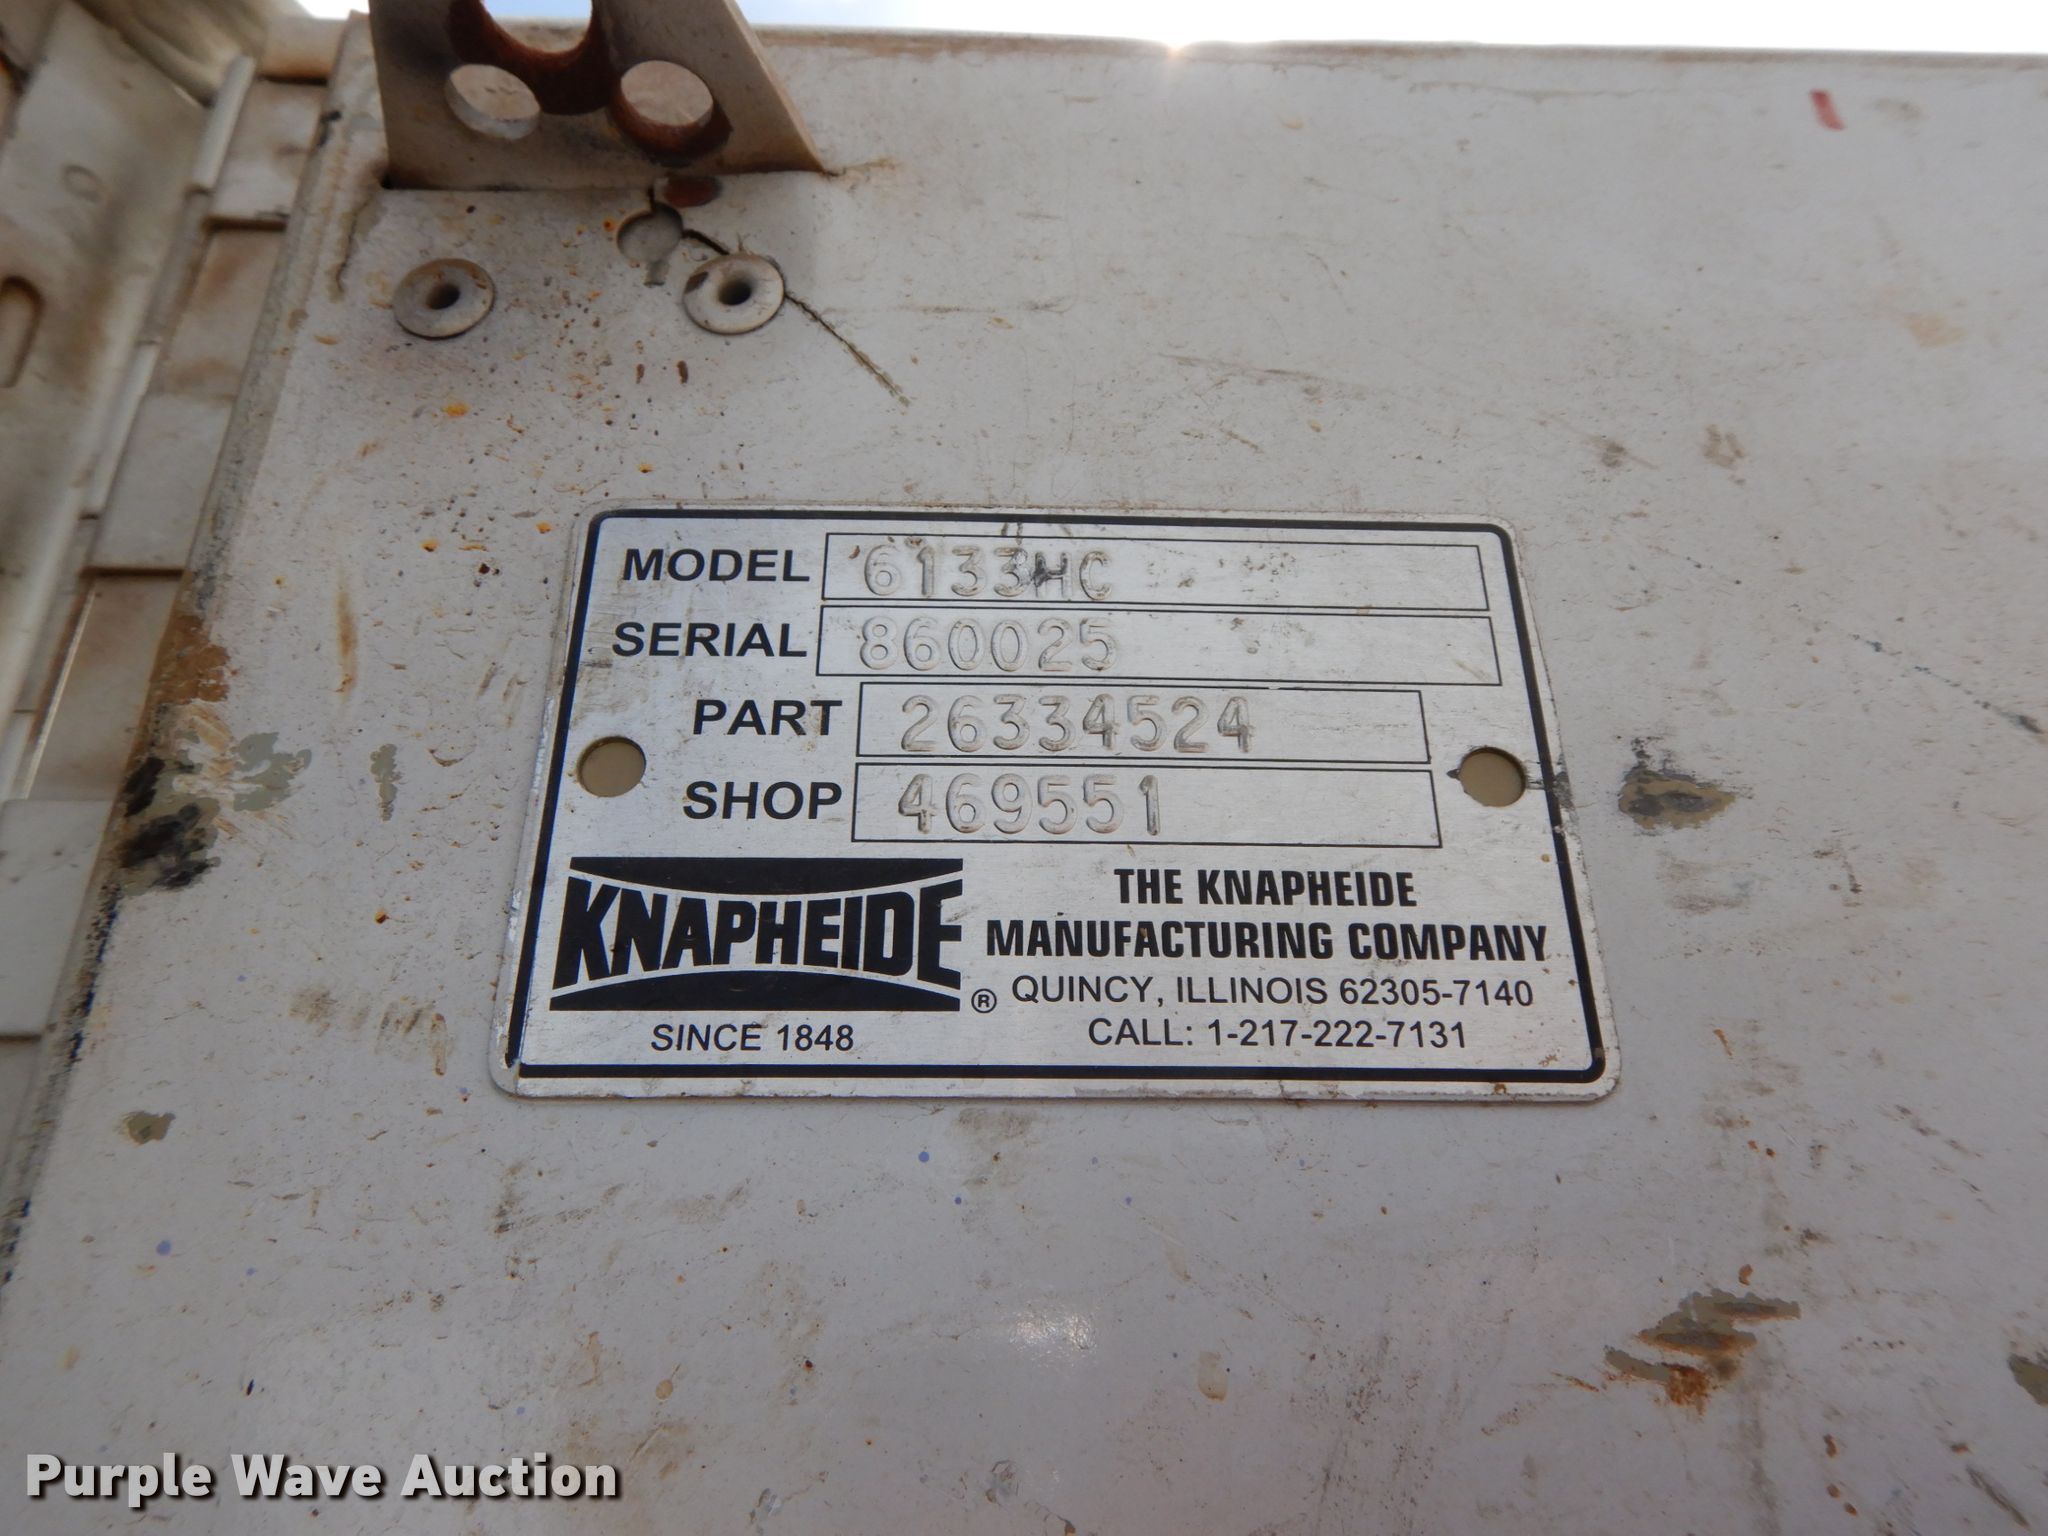 MODEL 6133HC
SERIAL 860025
PART 26334524
SHOP 469551
KNAPHEIDE ®
SINCE 1848
THE KNAPHEIDE
MANUFACTURING COMPANY
QUINCY, ILLINOIS 62305-7140
CALL: 1-217-222-7131
Purple Wave Auction